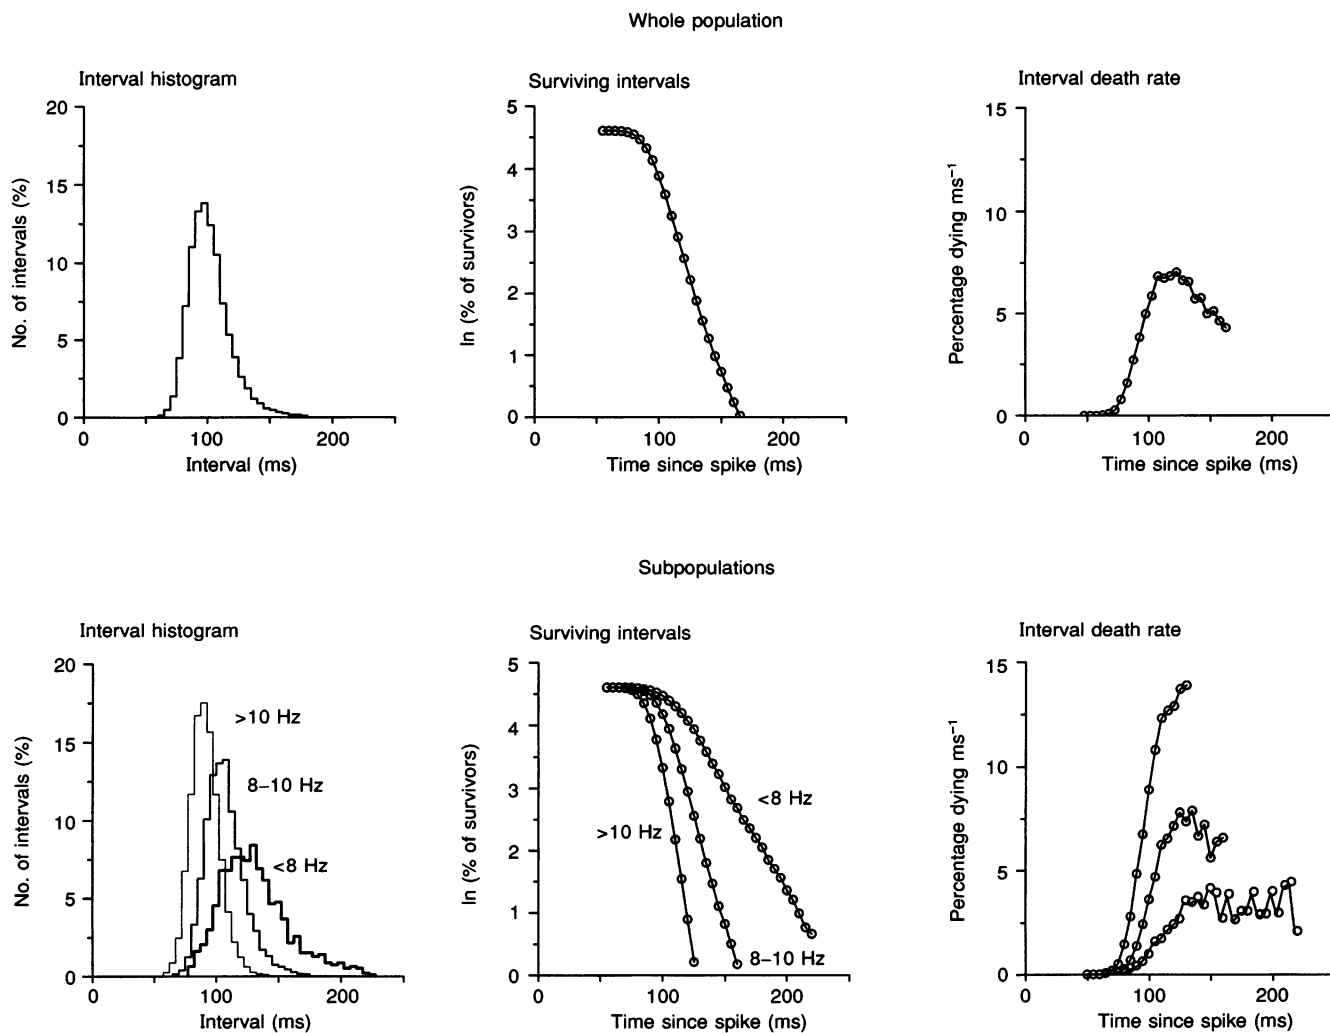 Whole population
Interval histogram
No. of intervals (%)
20
15
10
5
0
0 100 200
Interval (ms)
Surviving intervals
ln (% of survivors)
5
4
3
2
1
0
0 100 200
Time since spike (ms)
Interval death rate
Percentage dying ms⁻¹
15
10
5
0
0 100 200
Time since spike (ms)
Subpopulations
Interval histogram
No. of intervals (%)
20
15
10
5
0
>10 Hz
8–10 Hz
<8 Hz
0 100 200
Interval (ms)
Surviving intervals
ln (% of survivors)
5
4
3
2
1
0
<8 Hz
>10 Hz
8–10 Hz
0 100 200
Time since spike (ms)
Interval death rate
Percentage dying ms⁻¹
15
10
5
0
0 100 200
Time since spike (ms)